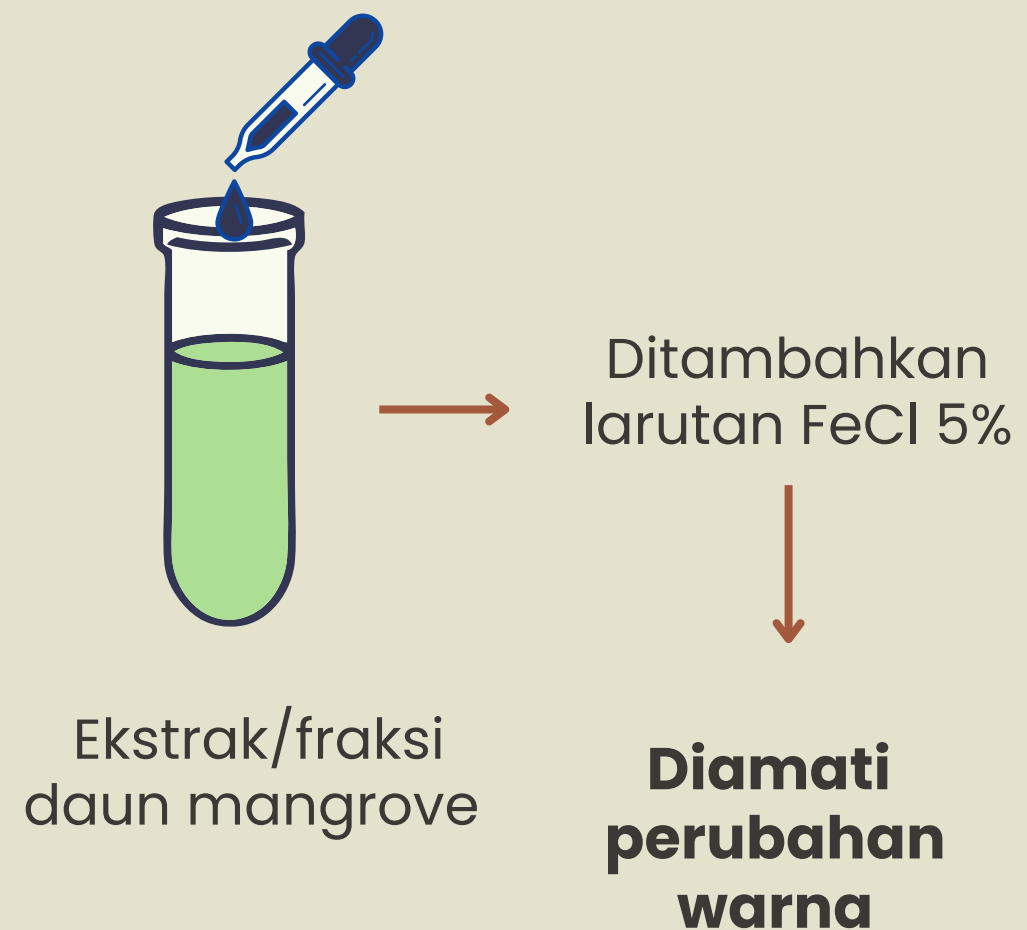 Ditambahkan
larutan FeCl 5%
Ekstrak/fraksi
daun mangrove
Diamati
perubahan
warna